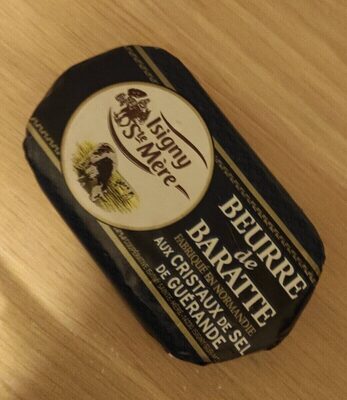 Isigny
Ste Mère
BEURRE
de
BARATTE
FABRIQUÉ EN NORMANDIE
AUX CRISTAUX DE SEL
DE GUÉRANDE